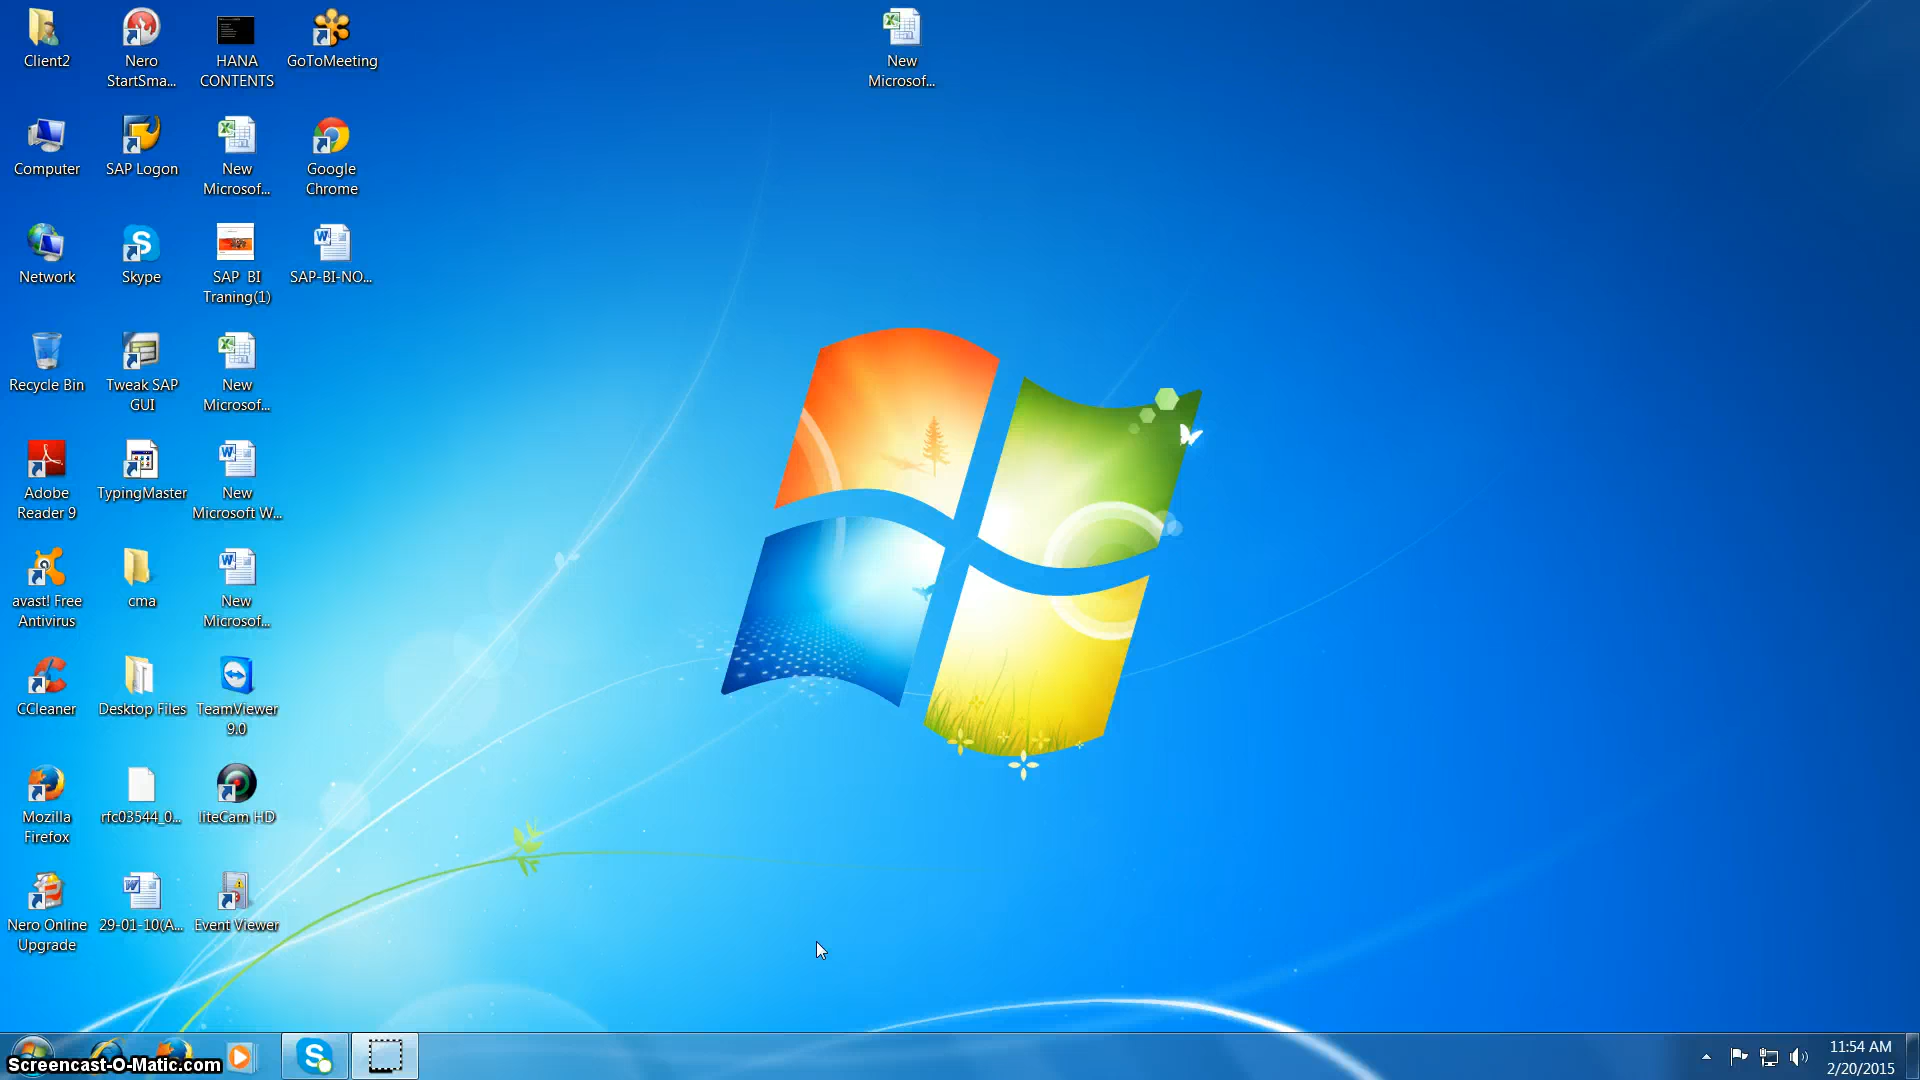 Client2
Nero
StartSma...
HANA
CONTENTS
GoToMeeting
New
Microsof...
Computer
SAP Logon
New
Microsof...
Google
Chrome
Network
Skype
SAP BI
Traning(1)
SAP-BI-NO...
Recycle Bin
Tweak SAP
GUI
New
Microsof...
Adobe
Reader 9
TypingMaster
New
Microsoft W...
avast! Free
Antivirus
cma
New
Microsof...
CCleaner
Desktop Files
TeamViewer
9.0
Mozilla
Firefox
rfc03544_0...
liteCam HD
Nero Online
Upgrade
29-01-10(A...
Event Viewer
Screencast-O-Matic.com
11:54 AM
2/20/2015